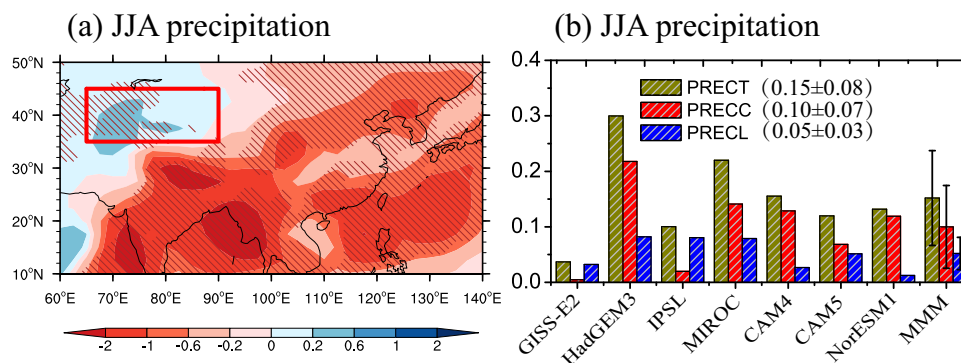 (a) JJA precipitation
50°N
40°N
30°N
20°N
10°N
60°E 70°E 80°E 90°E 100°E 110°E 120°E 130°E 140°E
-2 -1 -0.6 -0.2 0 0.2 0.6 1 2
(b) JJA precipitation
0.4
0.3
0.2
0.1
0.0
PRECT (0.15±0.08)
PRECC (0.10±0.07)
PRECL (0.05±0.03)
GISS-E2 HadGEM3 IPSL MIROC CAM4 CAM5 NorESM1 MMM